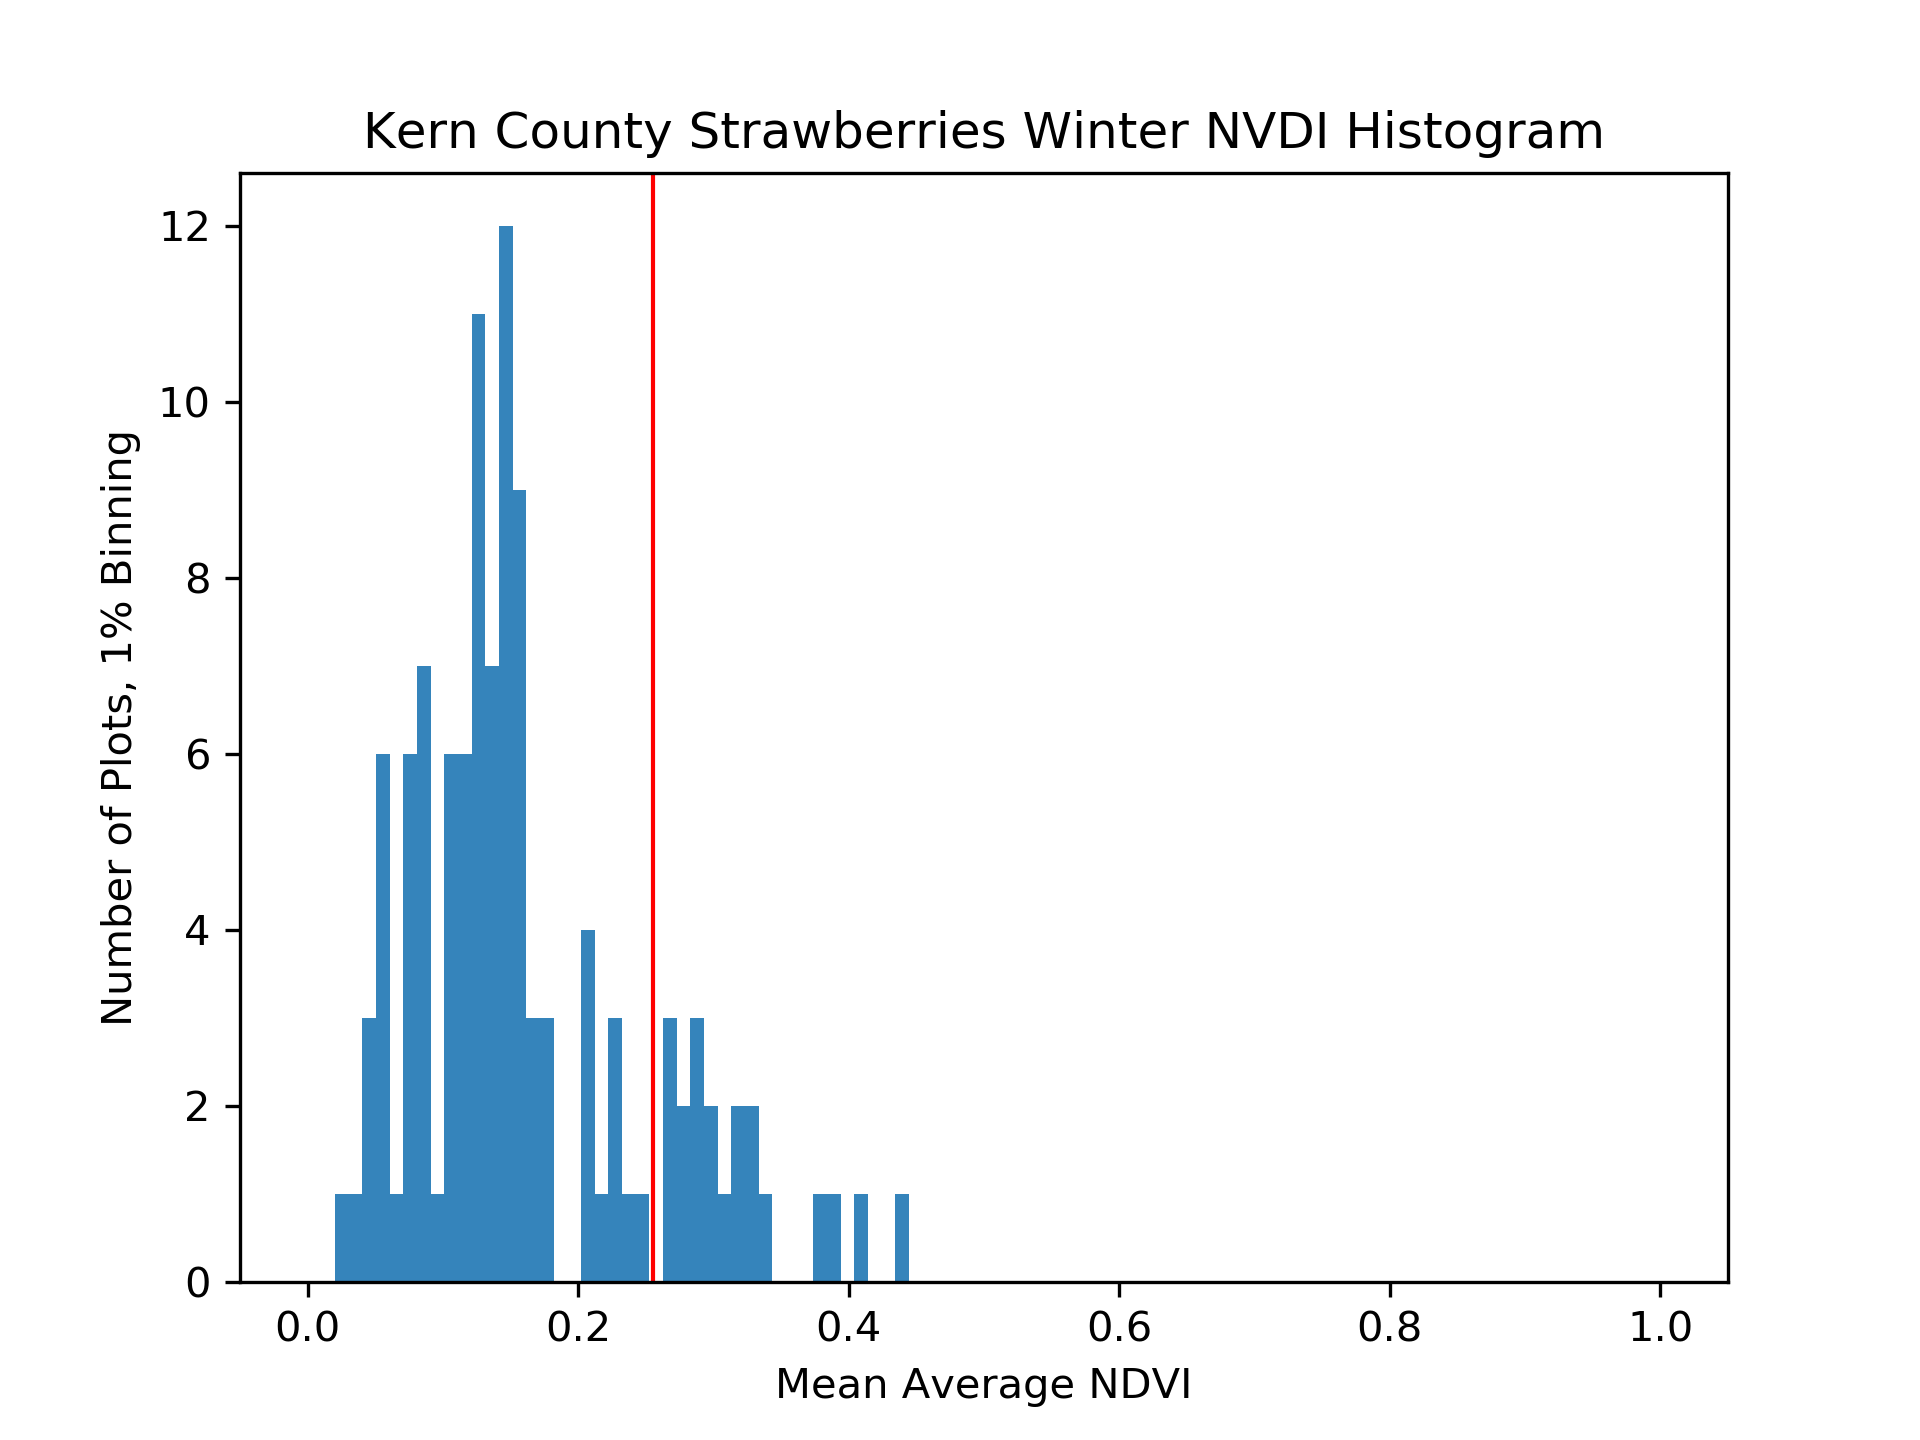 Kern County Strawberries Winter NVDI Histogram
12
10
8
6
4
2
0
Number of Plots, 1% Binning
0.0 0.2 0.4 0.6 0.8 1.0
Mean Average NDVI